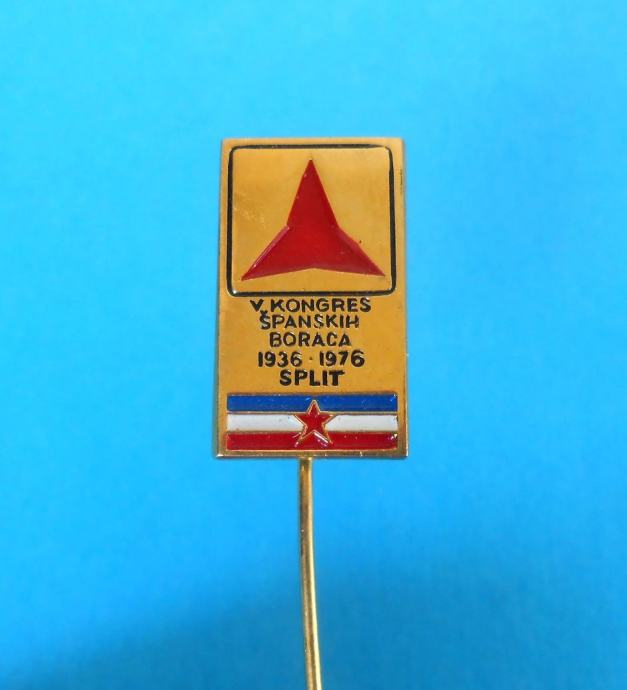 V. KONGRES
ŠPANSKIH
BORACA
1936 · 1976
SPLIT